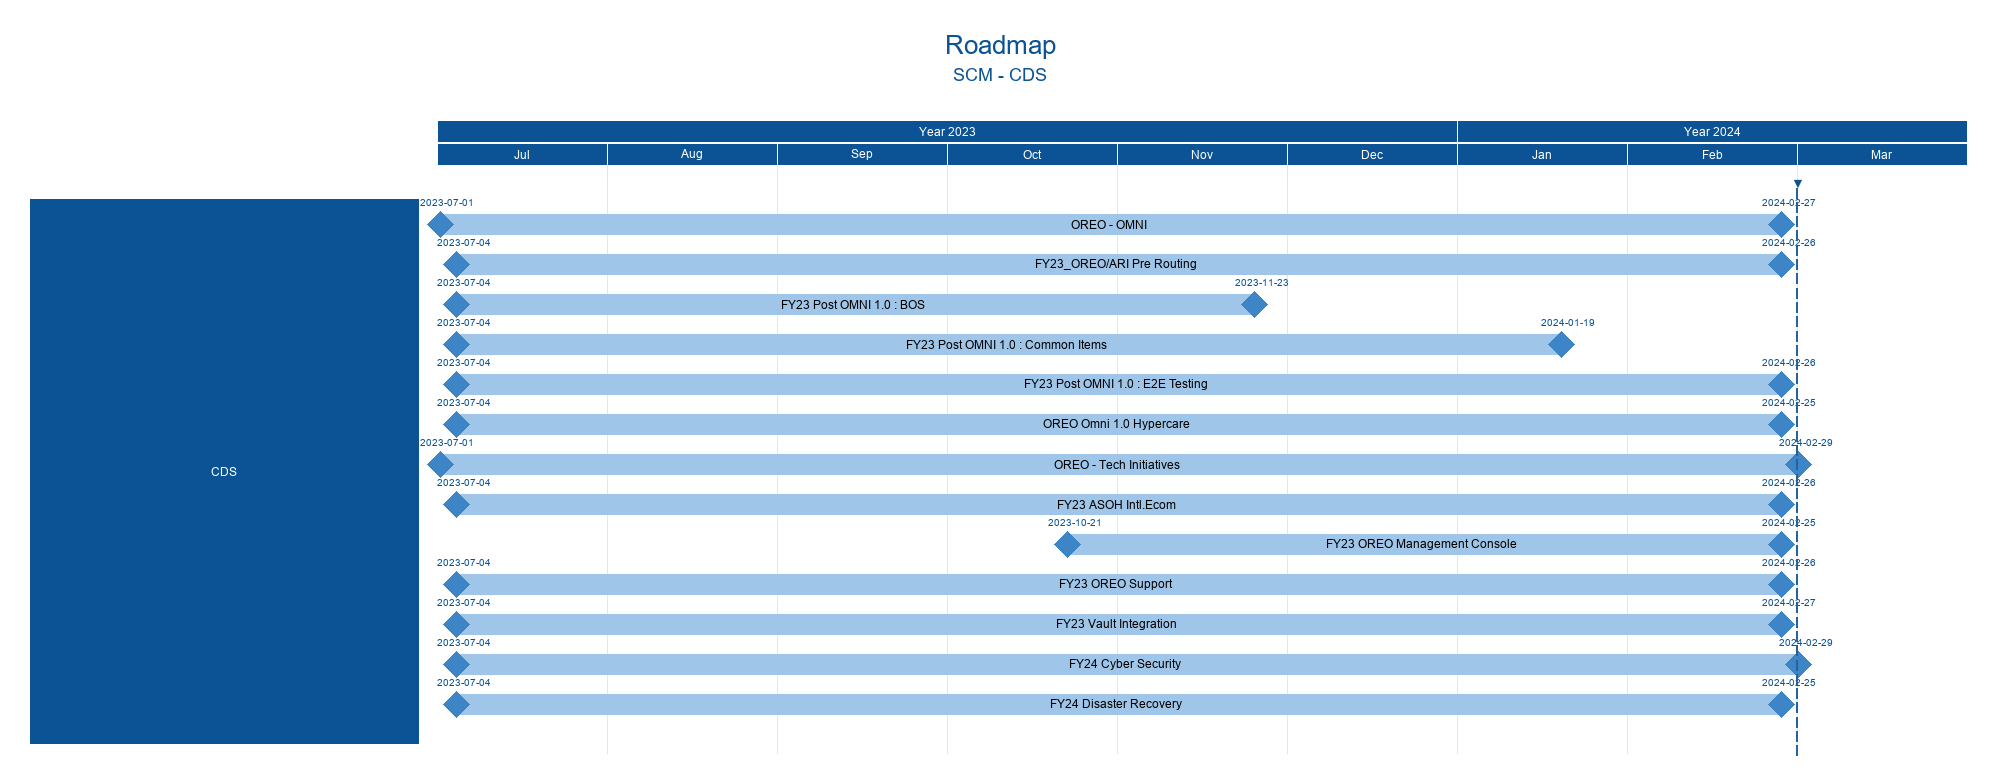 Roadmap
SCM - CDS
Year 2023 Year 2024
Jul Aug Sep Oct Nov Dec Jan Feb Mar
CDS
2023-07-01 2024-02-27
OREO - OMNI
2023-07-04 2024-02-26
FY23_OREO/ARI Pre Routing
2023-07-04 2023-11-23
FY23 Post OMNI 1.0 : BOS
2023-07-04 2024-01-19
FY23 Post OMNI 1.0 : Common Items
2023-07-04 2024-02-26
FY23 Post OMNI 1.0 : E2E Testing
2023-07-04 2024-02-25
OREO Omni 1.0 Hypercare
2023-07-01 2024-02-29
OREO - Tech Initiatives
2023-07-04 2024-02-26
FY23 ASOH Intl.Ecom
2023-10-21 2024-02-25
FY23 OREO Management Console
2023-07-04 2024-02-26
FY23 OREO Support
2023-07-04 2024-02-27
FY23 Vault Integration
2023-07-04 2024-02-29
FY24 Cyber Security
2023-07-04 2024-02-25
FY24 Disaster Recovery